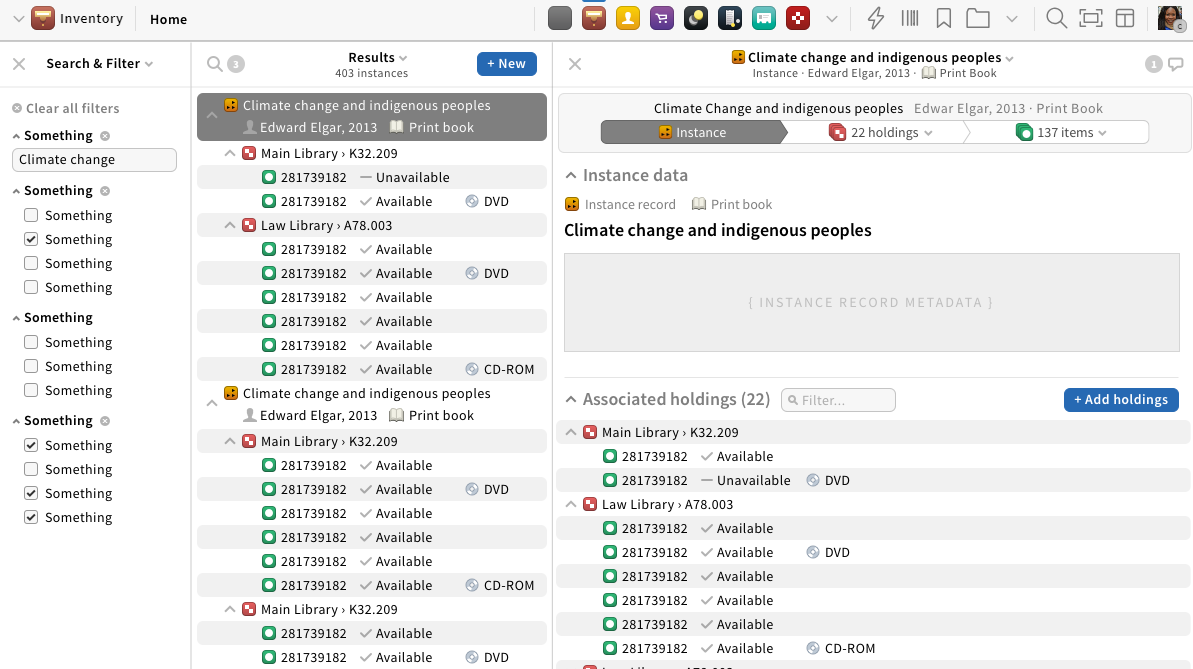 Inventory
Home
c
Search & Filter
Clear all filters
Something
Climate change
Something
Something
Something
Something
Something
Something
Something
Something
Something
Something
Something
Something
Something
Something
3
Results
403 instances
+ New
Climate change and indigenous peoples
Edward Elgar, 2013 Print book
Main Library › K32.209
281739182 — Unavailable
281739182 Available DVD
Law Library › A78.003
281739182 Available
281739182 Available DVD
281739182 Available
281739182 Available
281739182 Available
281739182 Available CD-ROM
Climate change and indigenous peoples
Edward Elgar, 2013 Print book
Main Library › K32.209
281739182 Available
281739182 Available DVD
281739182 Available
281739182 Available
281739182 Available
281739182 Available CD-ROM
Main Library › K32.209
281739182 Available
281739182 Available DVD
Climate change and indigenous peoples
Instance · Edward Elgar, 2013 · Print Book
1
Climate Change and indigenous peoples Edwar Elgar, 2013 · Print Book
Instance 22 holdings 137 items
Instance data
Instance record Print book
Climate change and indigenous peoples
{ INSTANCE RECORD METADATA }
Associated holdings (22) Filter... + Add holdings
Main Library › K32.209
281739182 Available
281739182 — Unavailable DVD
Law Library › A78.003
281739182 Available
281739182 Available DVD
281739182 Available
281739182 Available
281739182 Available
281739182 Available CD-ROM